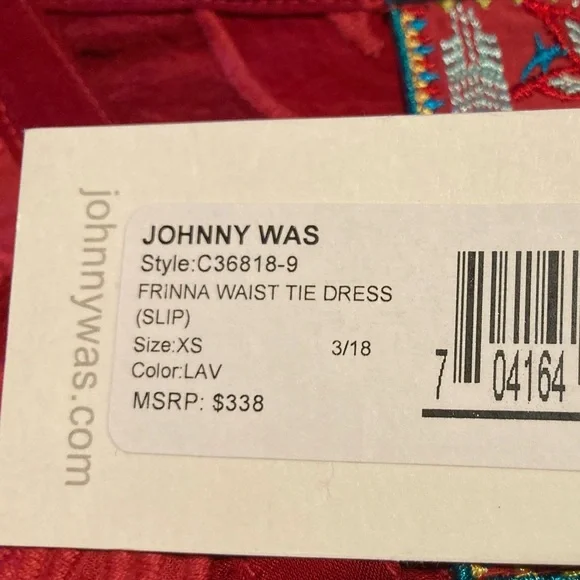 johnnywas.com
JOHNNY WAS
Style:C36818-9
FRINNA WAIST TIE DRESS
(SLIP)
Size:XS 3/18
Color:LAV
MSRP: $338
7 04164